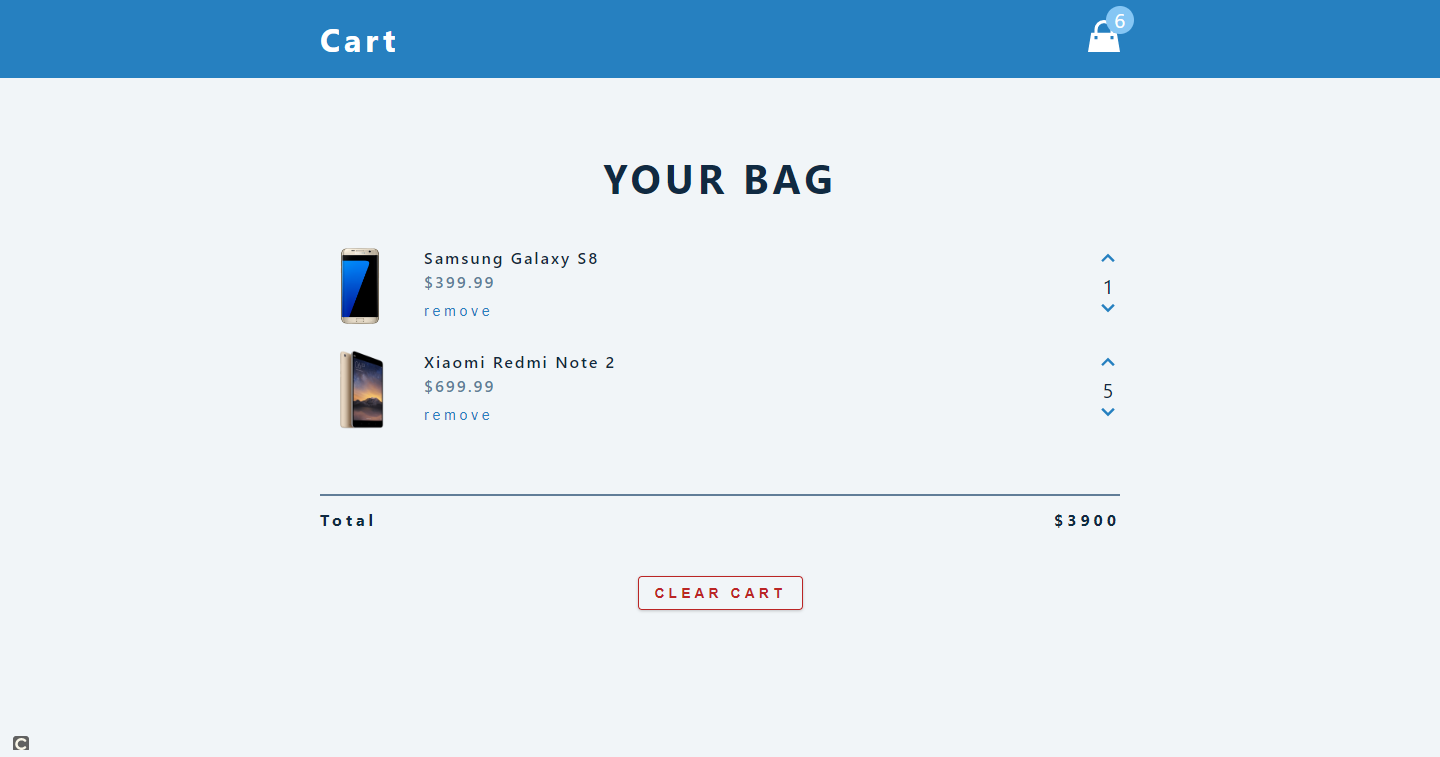 Cart
6
YOUR BAG
Samsung Galaxy S8
$399.99
remove
1
Xiaomi Redmi Note 2
$699.99
remove
5
Total
$3900
CLEAR CART
C